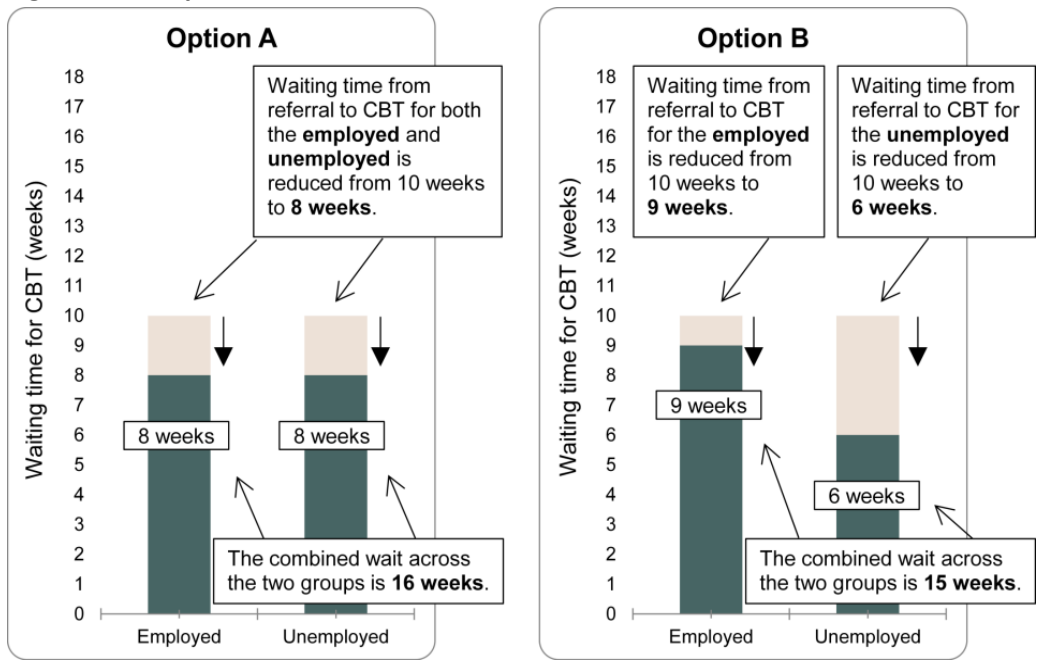 Option A
Waiting time from
referral to CBT for both
the employed and
unemployed is
reduced from 10 weeks
to 8 weeks.
Waiting time for CBT (weeks)
18
17
16
15
14
13
12
11
10
9
8
7
6
5
4
3
2
1
0
8 weeks
8 weeks
The combined wait across
the two groups is 16 weeks.
Employed
Unemployed
Option B
Waiting time from
referral to CBT
for the employed
is reduced from
10 weeks to
9 weeks.
Waiting time from
referral to CBT for
the unemployed
is reduced from
10 weeks to
6 weeks.
Waiting time for CBT (weeks)
18
17
16
15
14
13
12
11
10
9
8
7
6
5
4
3
2
1
0
9 weeks
6 weeks
The combined wait across
the two groups is 15 weeks.
Employed
Unemployed